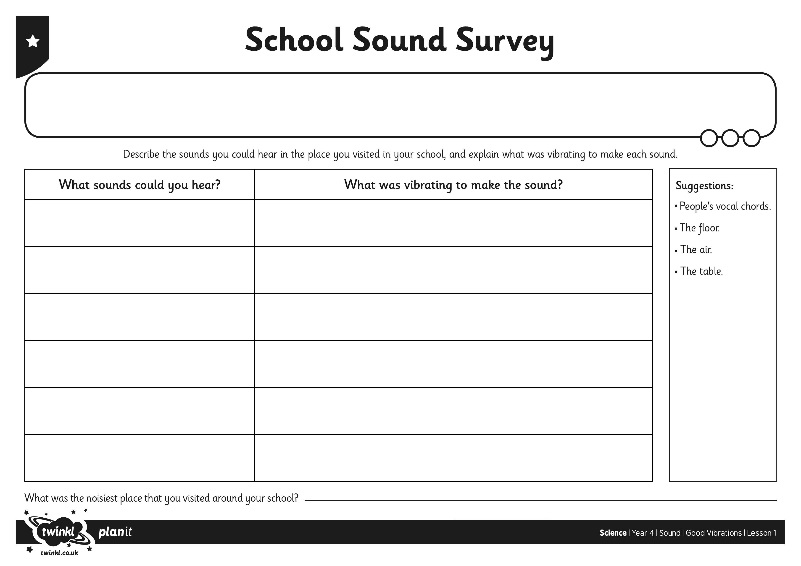 School Sound Survey
Describe the sounds you could hear in the place you visited in your school, and explain what was vibrating to make each sound.
What sounds could you hear?
What was vibrating to make the sound?
Suggestions:
• People's vocal chords.
• The floor.
• The air.
• The table.
What was the noisiest place that you visited around your school?
twinkl planit
twinkl.co.uk
Science | Year 4 | Sound | Good Vibrations | Lesson 1